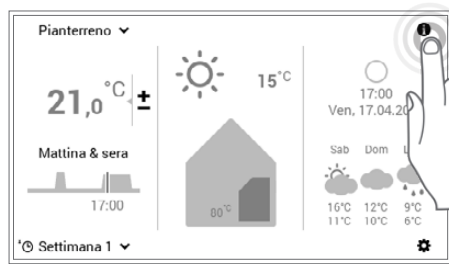 Pianterreno
21,0 °C ±
Mattina & sera
17:00
Settimana 1
15°C
80°C
17:00
Ven, 17.04.20
Sab Dom L
16°C 12°C 9°C
11°C 10°C 6°C